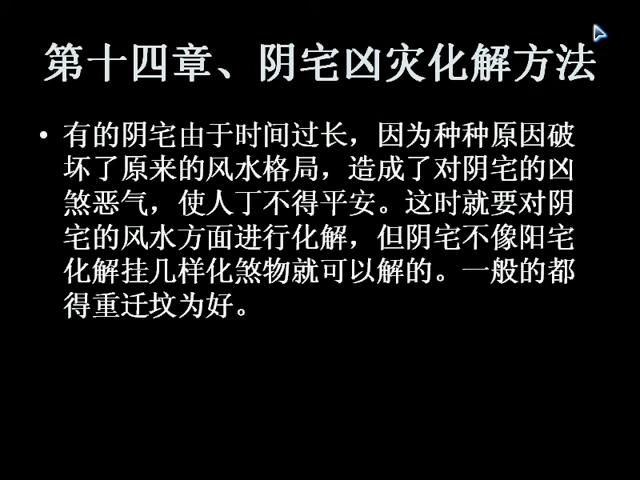 第十四章、阴宅凶灾化解方法
• 有的阴宅由于时间过长，因为种种原因破
坏了原来的风水格局，造成了对阴宅的凶
煞恶气，使人丁不得平安。这时就要对阴
宅的风水方面进行化解，但阴宅不像阳宅
化解挂几样化煞物就可以解的。一般的都
得重迁坟为好。